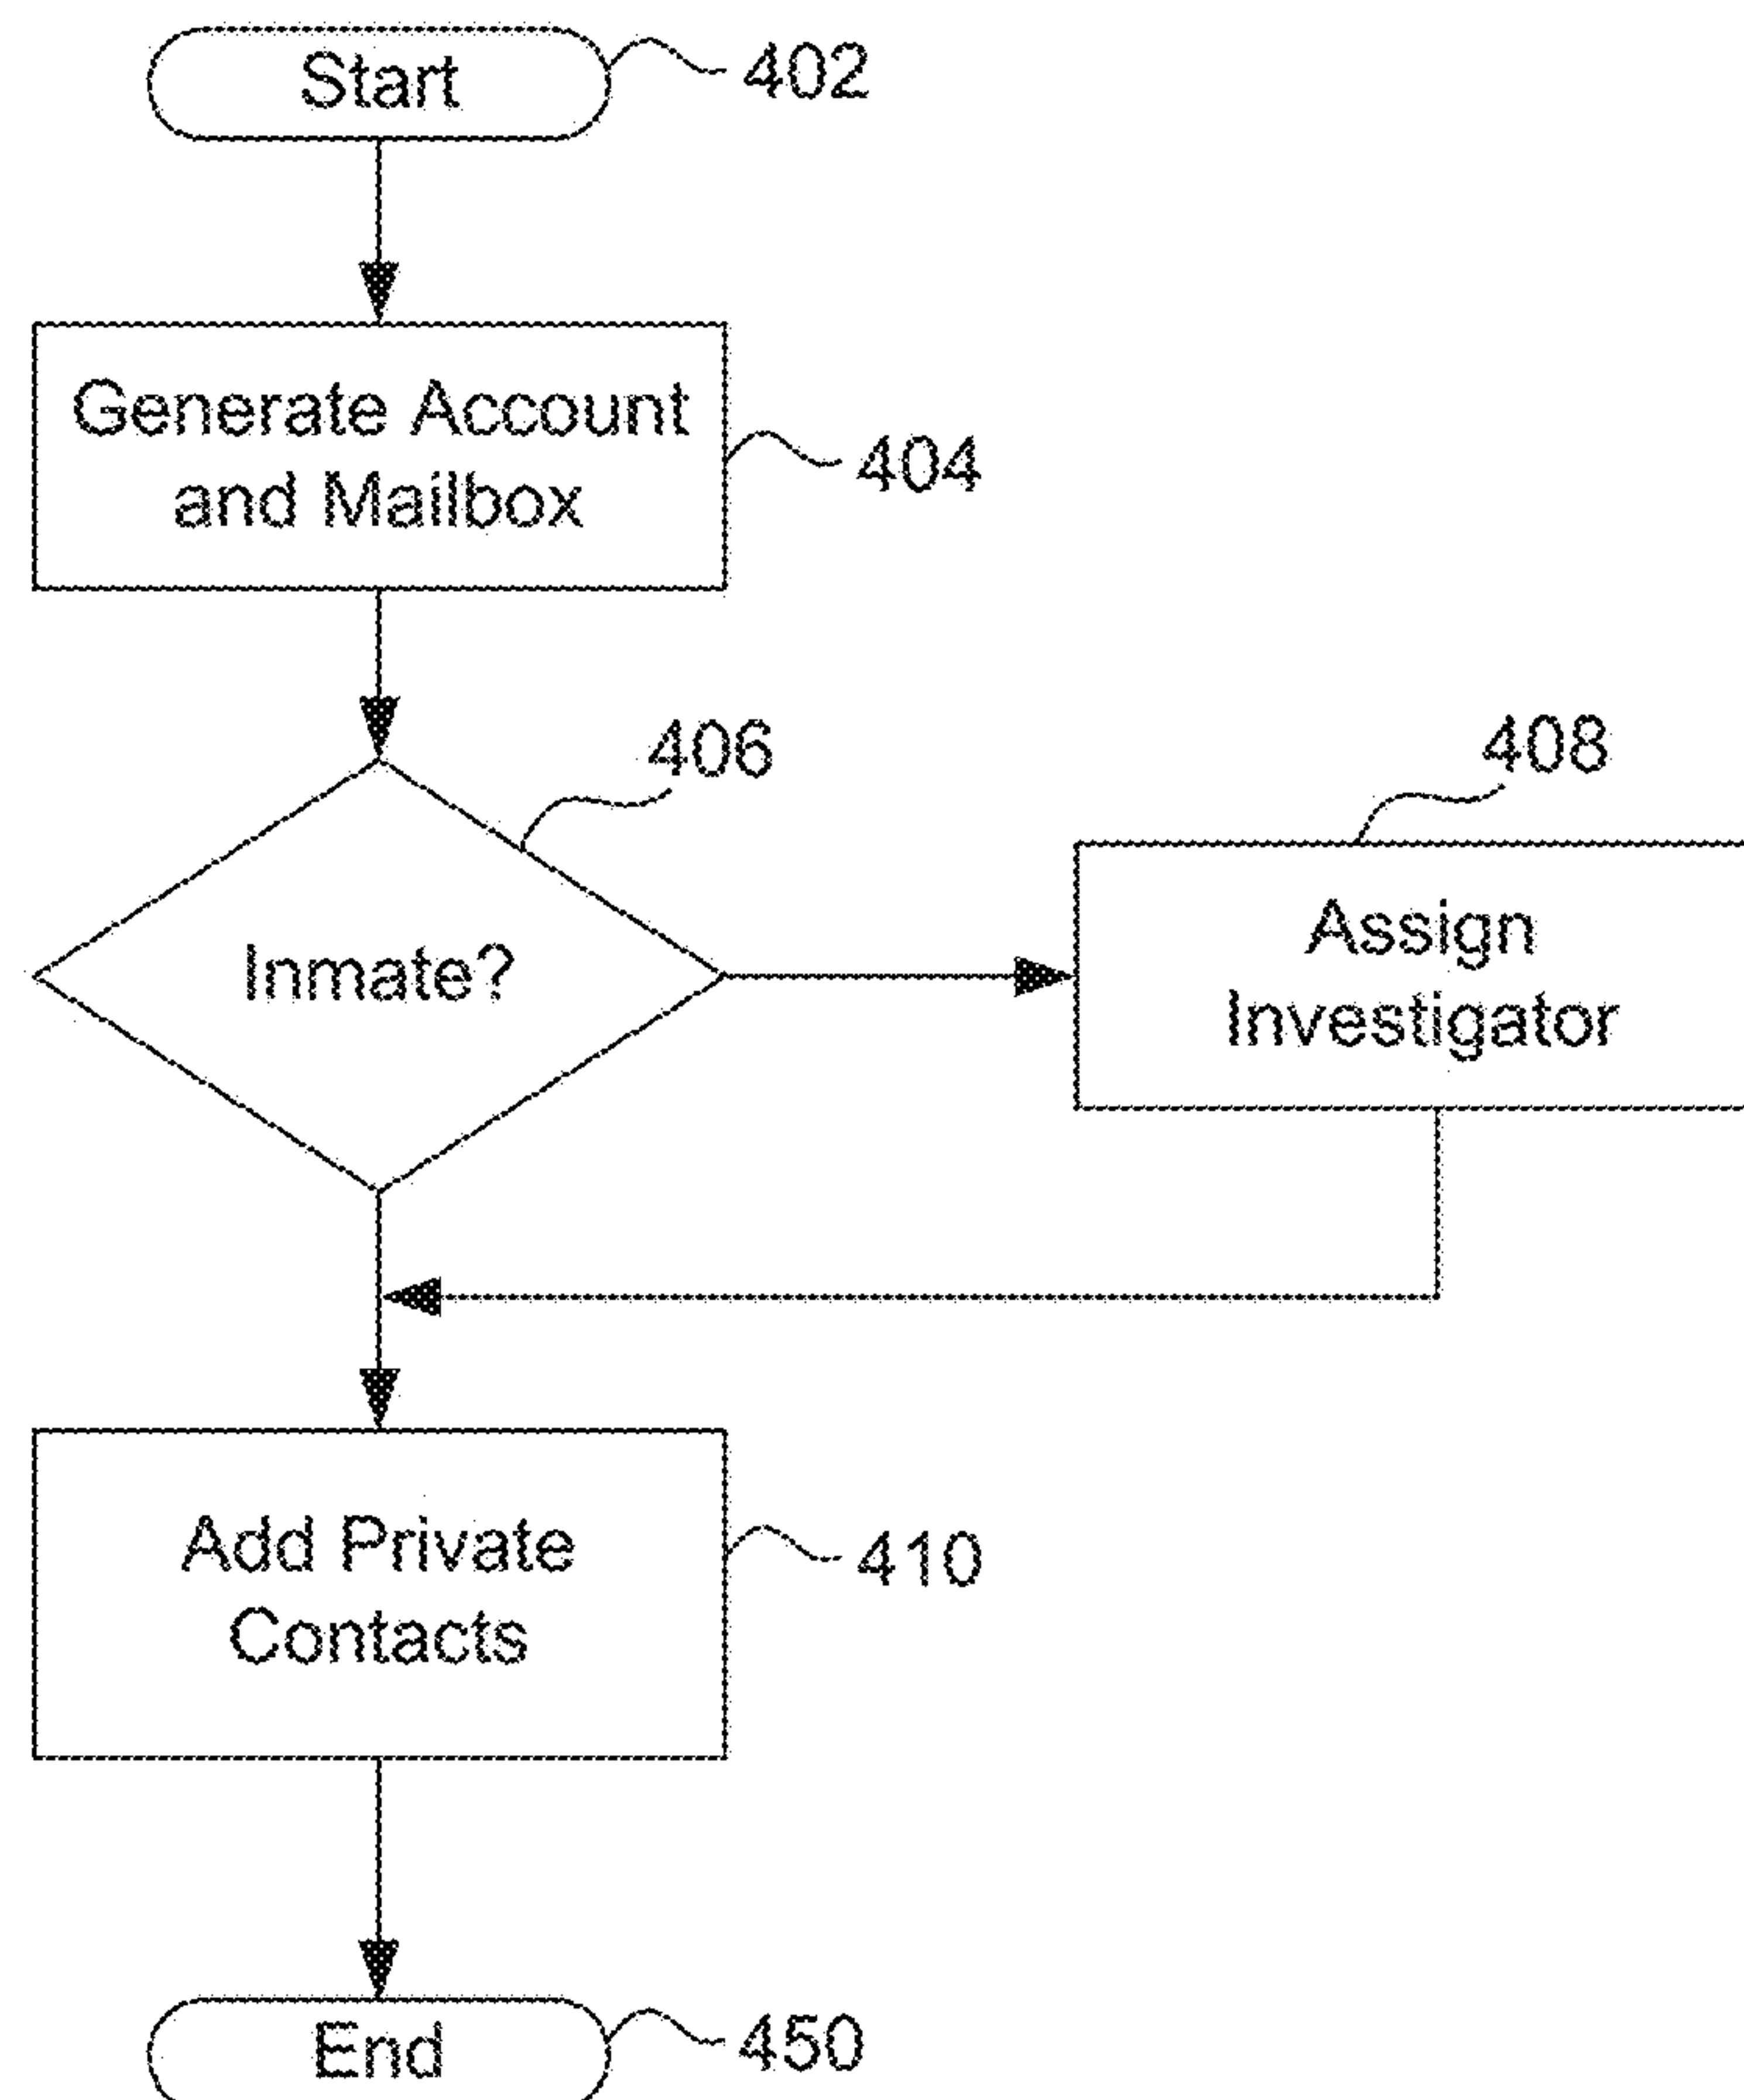 Start
402
Generate Account
and Mailbox
404
406
Inmate?
408
Assign
Investigator
Add Private
Contacts
410
End
450